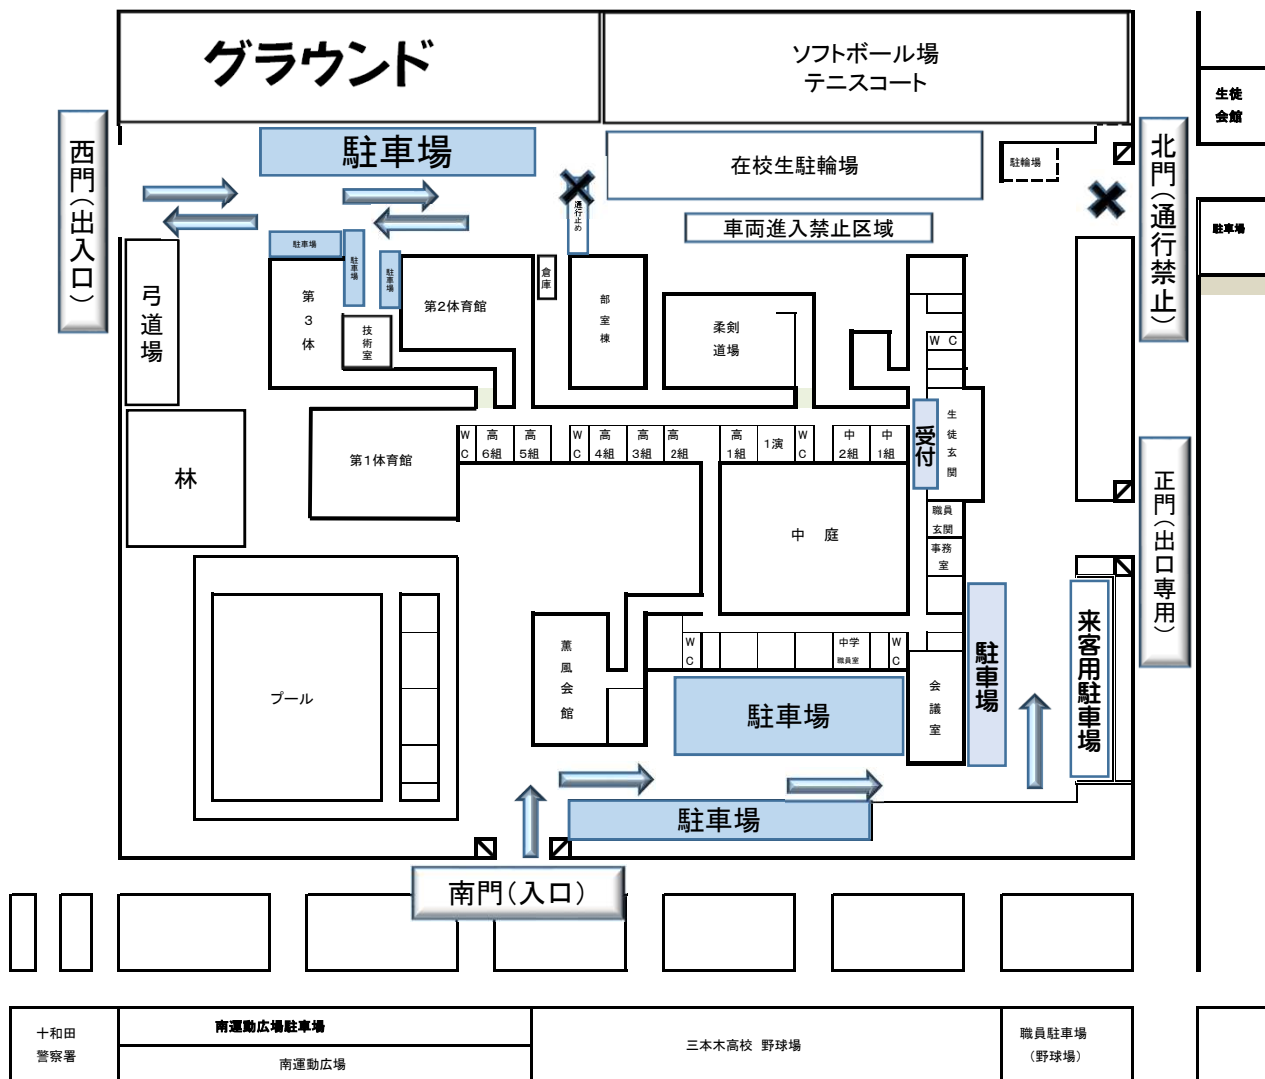 グラウンド
ソフトボール場
テニスコート
生徒
会館
西門(出入口)
駐車場
在校生駐輪場
駐輪場
北門(通行禁止)
通行止め
車両進入禁止区域
駐車場
駐車場
駐車場
駐車場
弓道場
第3体
技術室
第2体育館
倉庫
部室棟
柔剣
道場
WC
生徒玄関
受付
第1体育館
WC
高
6組
高
5組
WC
高
4組
高
3組
高
2組
高
1組
1演
WC
中
2組
中
1組
林
中 庭
職員
玄関
事務
室
正門(出口専用)
プール
薫風会館
WC
中学
職員室
WC
会議室
駐車場
駐車場
来客用駐車場
駐車場
南門(入口)
十和田
警察署
南運動広場駐車場
南運動広場
三本木高校 野球場
職員駐車場
(野球場)